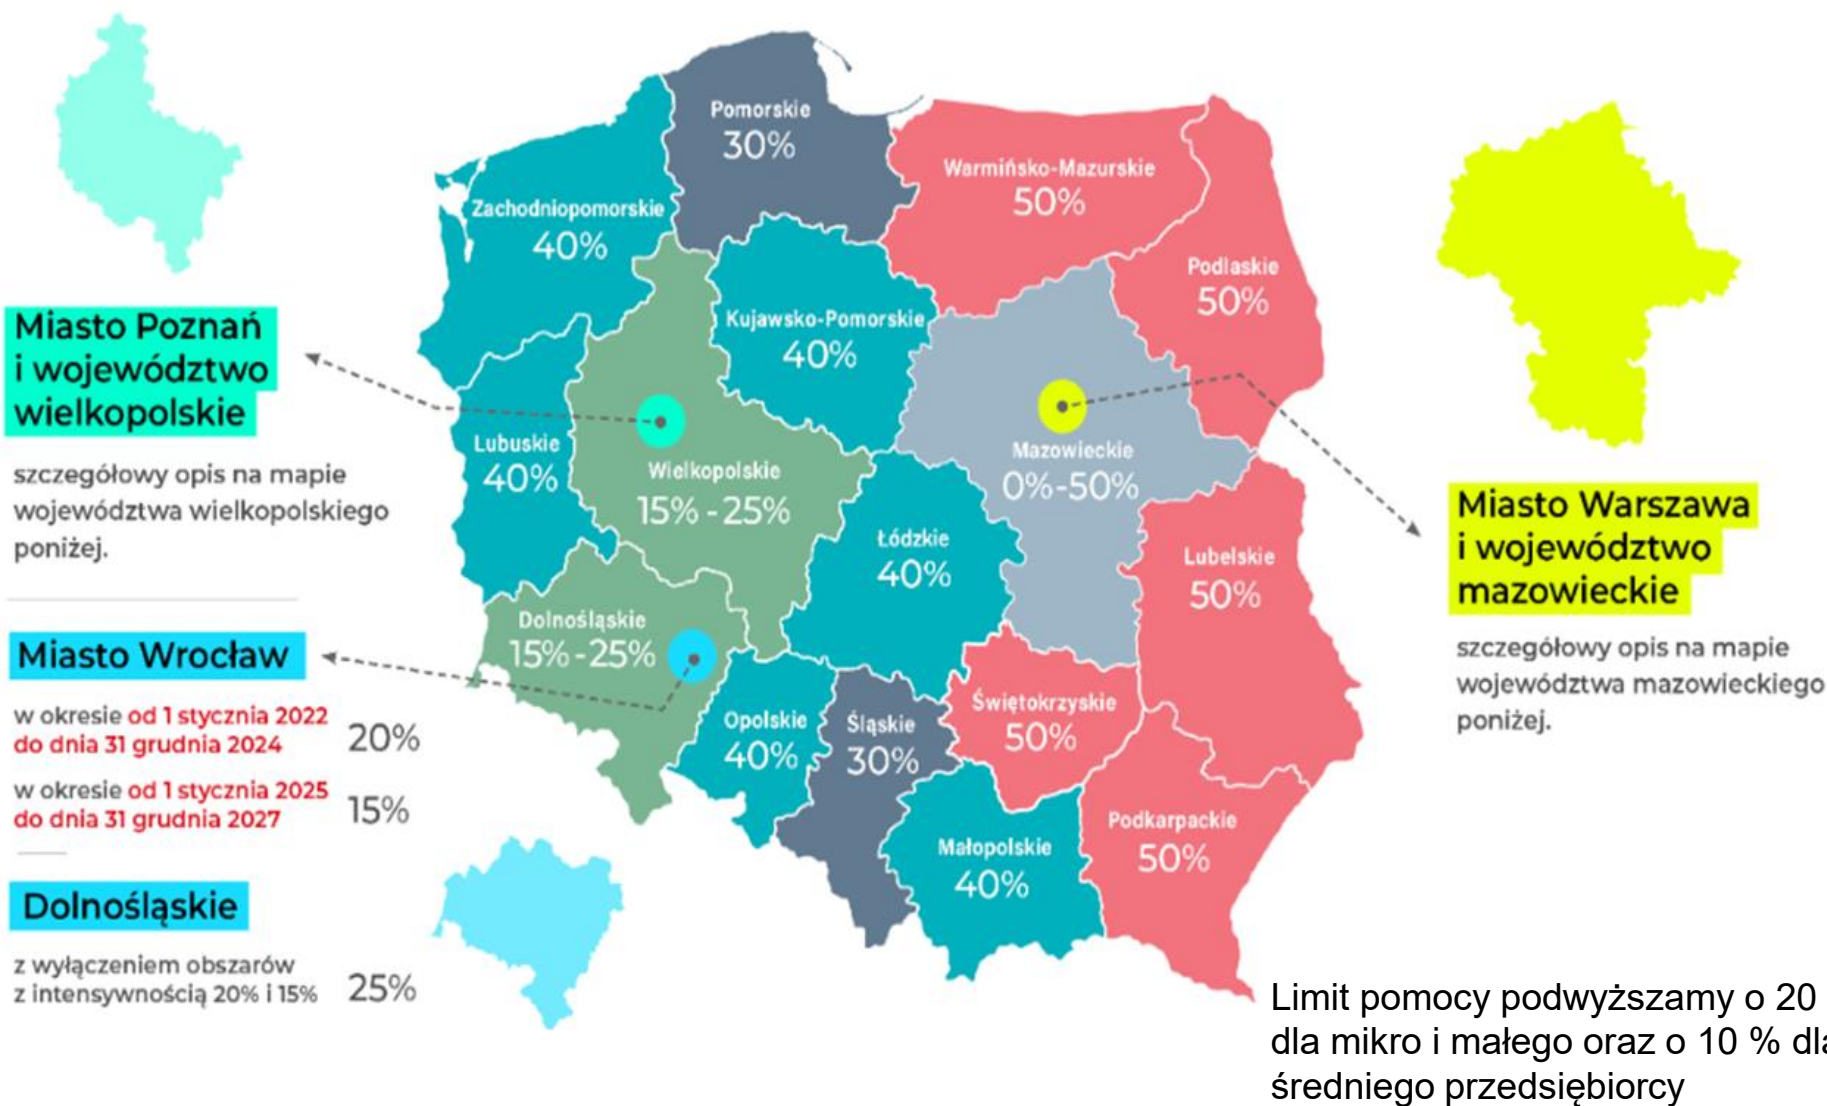 Miasto Poznań
i województwo
wielkopolskie
szczegółowy opis na mapie
województwa wielkopolskiego
poniżej.
Miasto Wrocław
w okresie od 1 stycznia 2022
do dnia 31 grudnia 2024
20%
w okresie od 1 stycznia 2025
do dnia 31 grudnia 2027
15%
Dolnośląskie
z wyłączeniem obszarów
z intensywnością 20% i 15%
25%
Pomorskie
30%
Warmińsko-Mazurskie
50%
Zachodniopomorskie
40%
Podlaskie
50%
Kujawsko-Pomorskie
40%
Lubuskie
40%
Wielkopolskie
15% - 25%
Mazowieckie
0%-50%
Łódzkie
40%
Lubelskie
50%
Dolnośląskie
15% - 25%
Opolskie
40%
Śląskie
30%
Świętokrzyskie
50%
Małopolskie
40%
Podkarpackie
50%
Miasto Warszawa
i województwo
mazowieckie
szczegółowy opis na mapie
województwa mazowieckiego
poniżej.
Limit pomocy podwyższamy o 20
dla mikro i małego oraz o 10 % dla
średniego przedsiębiorcy